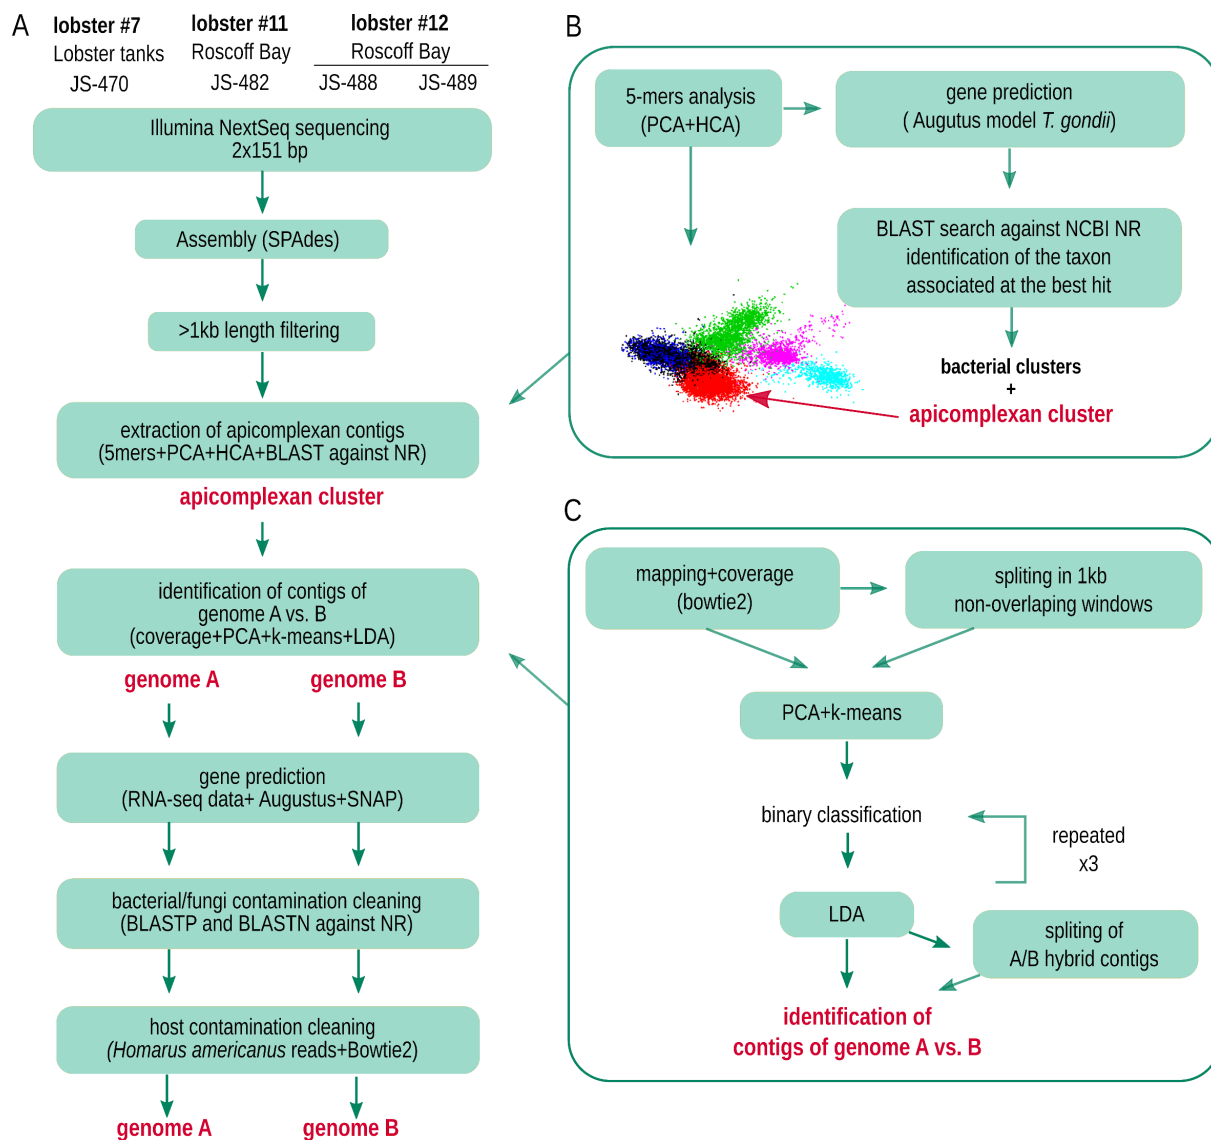 A
lobster #7
Lobster tanks
JS-470
lobster #11
Roscoff Bay
JS-482
lobster #12
Roscoff Bay
JS-488
JS-489
Illumina NextSeq sequencing
2x151 bp
Assembly (SPAdes)
>1kb length filtering
extraction of apicomplexan contigs
(5mers+PCA+HCA+BLAST against NR)
apicomplexan cluster
identification of contigs of
genome A vs. B
(coverage+PCA+k-means+LDA)
genome A
genome B
gene prediction
(RNA-seq data+ Augustus+SNAP)
bacterial/fungi contamination cleaning
(BLASTP and BLASTN against NR)
host contamination cleaning
(Homarus americanus reads+Bowtie2)
genome A
genome B
B
5-mers analysis
(PCA+HCA)
gene prediction
( Augutus model T. gondii)
BLAST search against NCBI NR
identification of the taxon
associated at the best hit
bacterial clusters
+
apicomplexan cluster
C
mapping+coverage
(bowtie2)
spliting in 1kb
non-overlaping windows
PCA+k-means
binary classification
repeated
x3
LDA
spliting of
A/B hybrid contigs
identification of
contigs of genome A vs. B